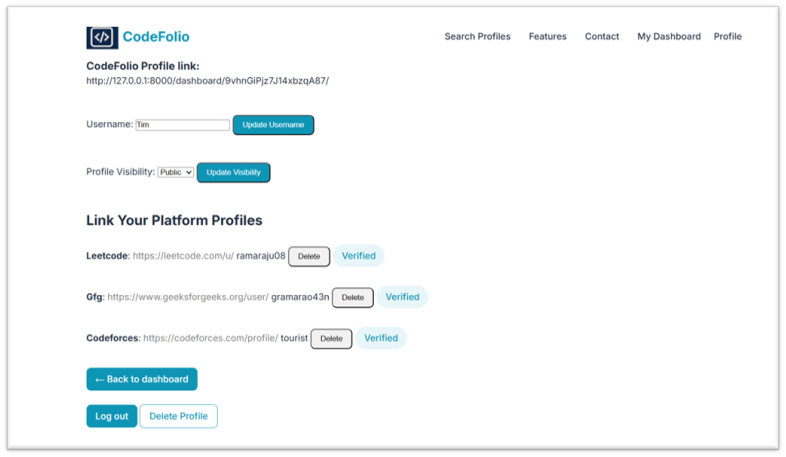 CodeFolio Search Profiles Features Contact My Dashboard Profile
CodeFolio Profile link:
http://127.0.0.1:8000/dashboard/9vhnGiPjz7J14xbzqA87/
Username: Tim Update Username
Profile Visibility: Public Update Visibility
Link Your Platform Profiles
Leetcode: https://leetcode.com/u/ ramaraju08 Delete Verified
Gfg: https://www.geeksforgeeks.org/user/ gramarao43n Delete Verified
Codeforces: https://codeforces.com/profile/ tourist Delete Verified
← Back to dashboard
Log out Delete Profile